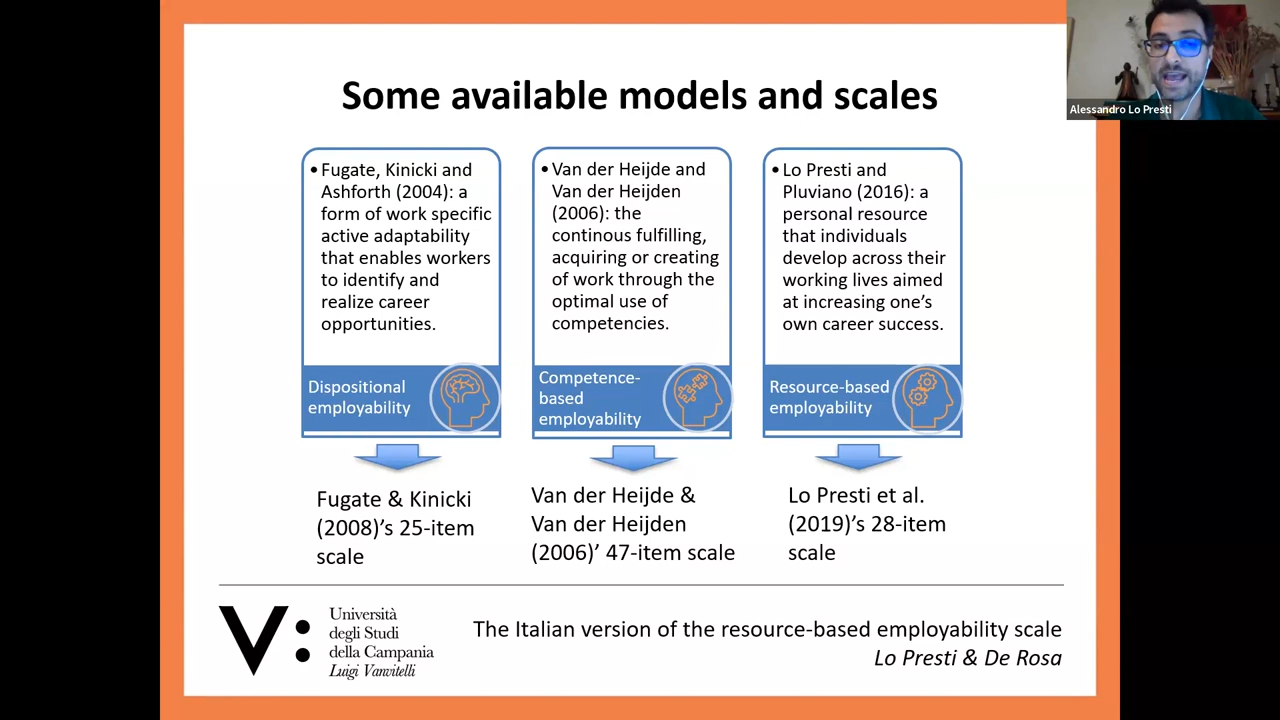 Alessandro Lo Presti
Some available models and scales
•Fugate, Kinicki and
Ashforth (2004): a
form of work specific
active adaptability
that enables workers
to identify and
realize career
opportunities.
Dispositional
employability
Fugate & Kinicki
(2008)’s 25-item
scale
•Van der Heijde and
Van der Heijden
(2006): the
continous fulfilling,
acquiring or creating
of work through the
optimal use of
competencies.
Competence-
based
employability
Van der Heijde &
Van der Heijden
(2006)’ 47-item scale
•Lo Presti and
Pluviano (2016): a
personal resource
that individuals
develop across their
working lives aimed
at increasing one’s
own career success.
Resource-based
employability
Lo Presti et al.
(2019)’s 28-item
scale
V:
Università
degli Studi
della Campania
Luigi Vanvitelli
The Italian version of the resource-based employability scale
Lo Presti & De Rosa